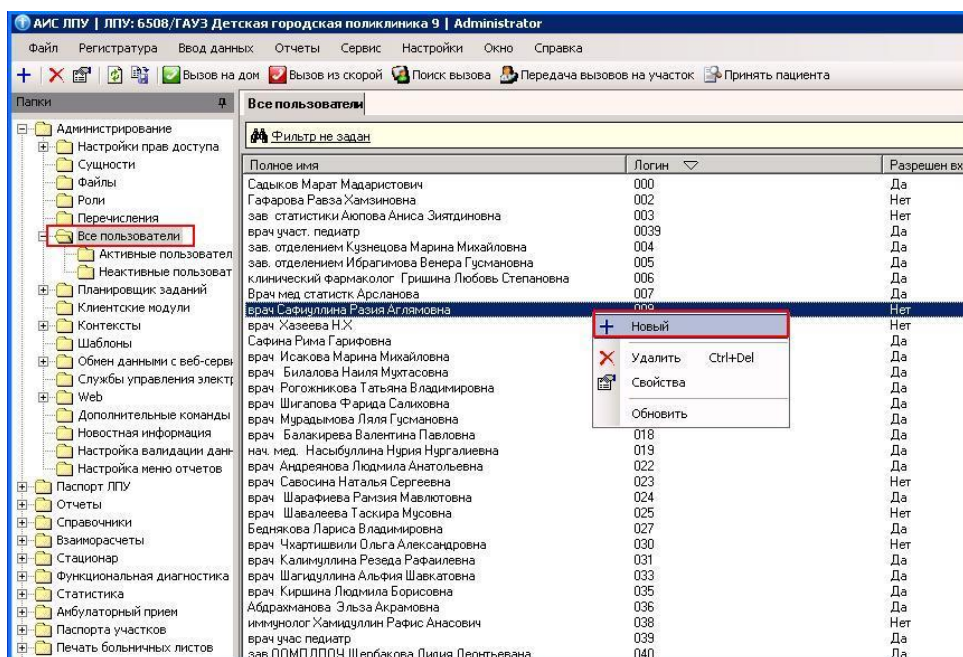 АИС ЛПУ | ЛПУ: 6508/ГАУЗ Детская городская поликлиника 9 | Administrator
Файл Регистратура Ввод данных Отчеты Сервис Настройки Окно Справка
Вызов на дом Вызов из скорой Поиск вызова Передача вызовов на участок Принять пациента
Папки
Администрирование
Настройки прав доступа
Сущности
Файлы
Роли
Перечисления
Все пользователи
Активные пользовател
Неактивные пользоват
Планировщик заданий
Клиентские модули
Контексты
Шаблоны
Обмен данными с веб-серви
Службы управления электр
Web
Дополнительные команды
Новостная информация
Настройка валидации данн
Настройка меню отчетов
Паспорт ЛПУ
Отчеты
Справочники
Взаиморасчеты
Стационар
Функциональная диагностика
Статистика
Амбулаторный прием
Паспорта участков
Печать больничных листов
Все пользователи
Фильтр не задан
Полное имя Логин Разрешен вх
Садыков Марат Мадаристович 000 Да
Гафарова Равза Хамзиновна 002 Нет
зав статистики Аюпова Аниса Зиятдиновна 003 Нет
врач участ. педиатр 0039 Да
зав. отделением Кузнецова Марина Михайловна 004 Да
зав. отделением Ибрагимова Венера Гусмановна 005 Да
клинический фармаколог Гришина Любовь Степановна 006 Да
Врач мед статистк Арсланова 007 Да
врач Сафиуллина Разия Аглямовна 009 Нет
врач Хазеева Н.Х Нет
Сафина Рима Гарифовна Да
врач Исакова Марина Михайловна Да
врач Билалова Наиля Мухтасовна Да
врач Рогожникова Татьяна Владимировна Да
врач Шигапова Фарида Салиховна Да
врач Мурадымова Ляля Гусмановна Да
врач Балакирева Валентина Павловна 018 Да
нач. мед. Насыбуллина Нурия Нургалиевна 019 Да
врач Андреянова Людмила Анатольевна 022 Да
врач Савосина Наталья Сергеевна 023 Нет
врач Шарафиева Рамзия Мавлютовна 024 Да
врач Шавалеева Таскира Мусовна 025 Нет
Беднякова Лариса Владимировна 027 Да
врач Чхартишвили Ольга Александровна 030 Нет
врач Калимуллина Резеда Рафаилевна 031 Да
врач Шагидуллина Альфия Шавкатовна 033 Да
врач Киршина Людмила Борисовна 035 Да
Абдрахманова Эльза Акрамовна 036 Да
иммунолог Хамидуллин Рафис Анасович 038 Нет
врач учас педиатр 039 Да
зав ООМПДПОУ Щербакова Лидия Леонтьевана 040 Да
Новый
Удалить Ctrl+Del
Свойства
Обновить